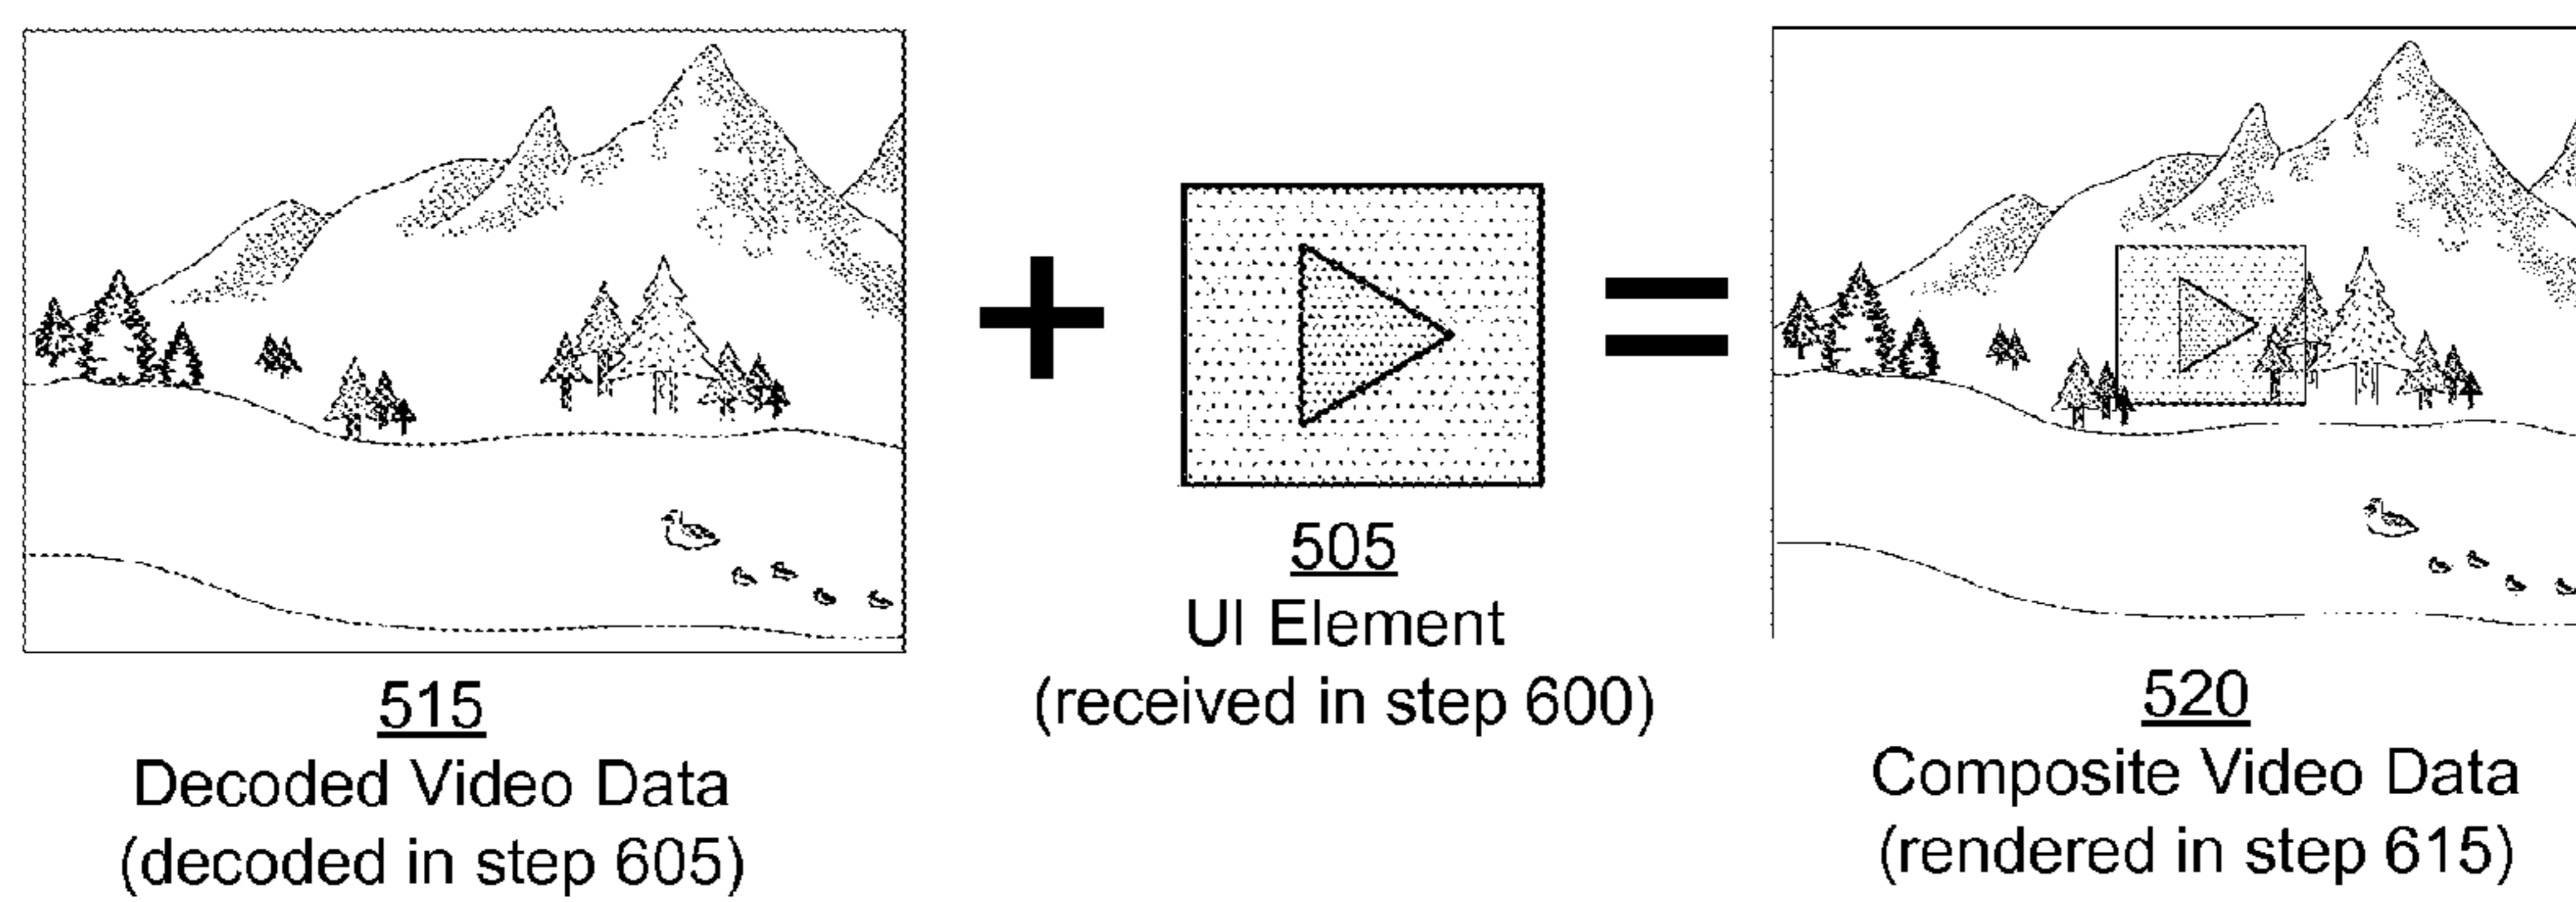 515
Decoded Video Data
(decoded in step 605)
+
505
UI Element
(received in step 600)
=
520
Composite Video Data
(rendered in step 615)